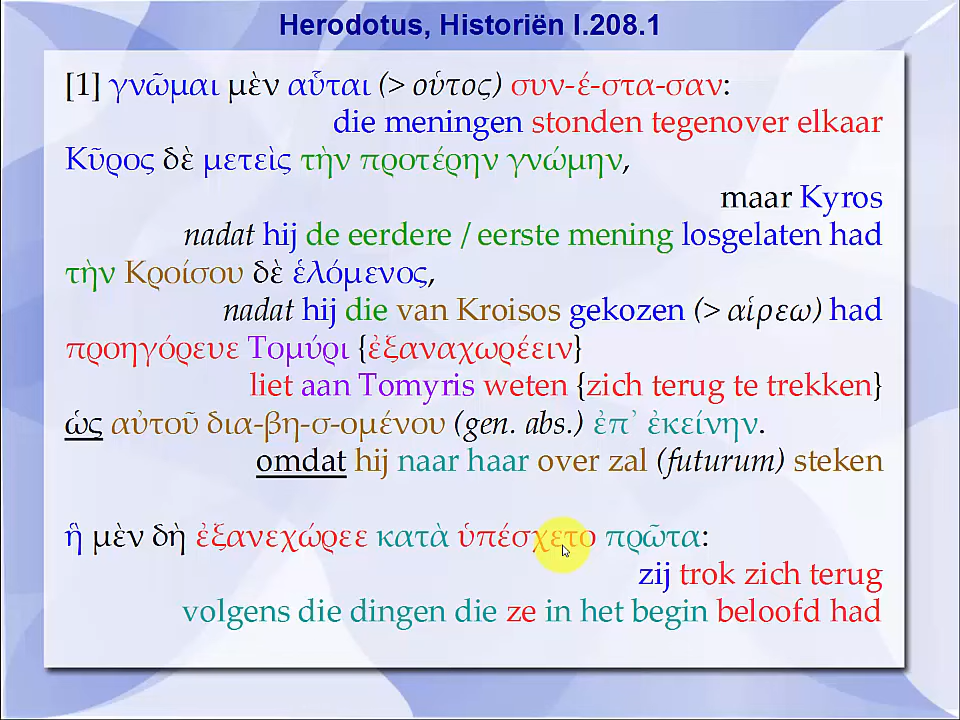 Herodotus, Historiën I.208.1
[1] γνῶμαι μὲν αὗται (> οὑτος) συν-έ-στα-σαν:
die meningen stonden tegenover elkaar
Κῦρος δὲ μετεὶς τὴν προτέρην γνώμην,
maar Kyros
nadat hij de eerdere / eerste mening losgelaten had
τὴν Κροίσου δὲ ἑλόμενος,
nadat hij die van Kroisos gekozen (> αἱρεω) had
προηγόρευε Τομύρι {ἐξαναχωρέειν}
liet aan Tomyris weten {zich terug te trekken}
ὡς αὐτοῦ δια-βη-σ-ομένου (gen. abs.) ἐπ᾽ ἐκείνην.
omdat hij naar haar over zal (futurum) steken
ἣ μὲν δὴ ἐξανεχώρεε κατὰ ὑπέσχετο πρῶτα:
zij trok zich terug
volgens die dingen die ze in het begin beloofd had